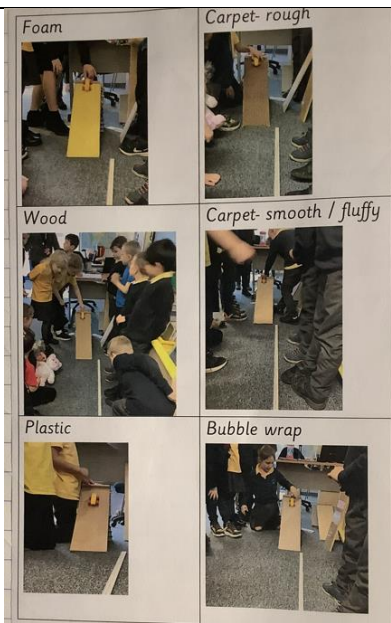 Foam
Carpet- rough
Wood
Carpet- smooth / fluffy
Plastic
Bubble wrap